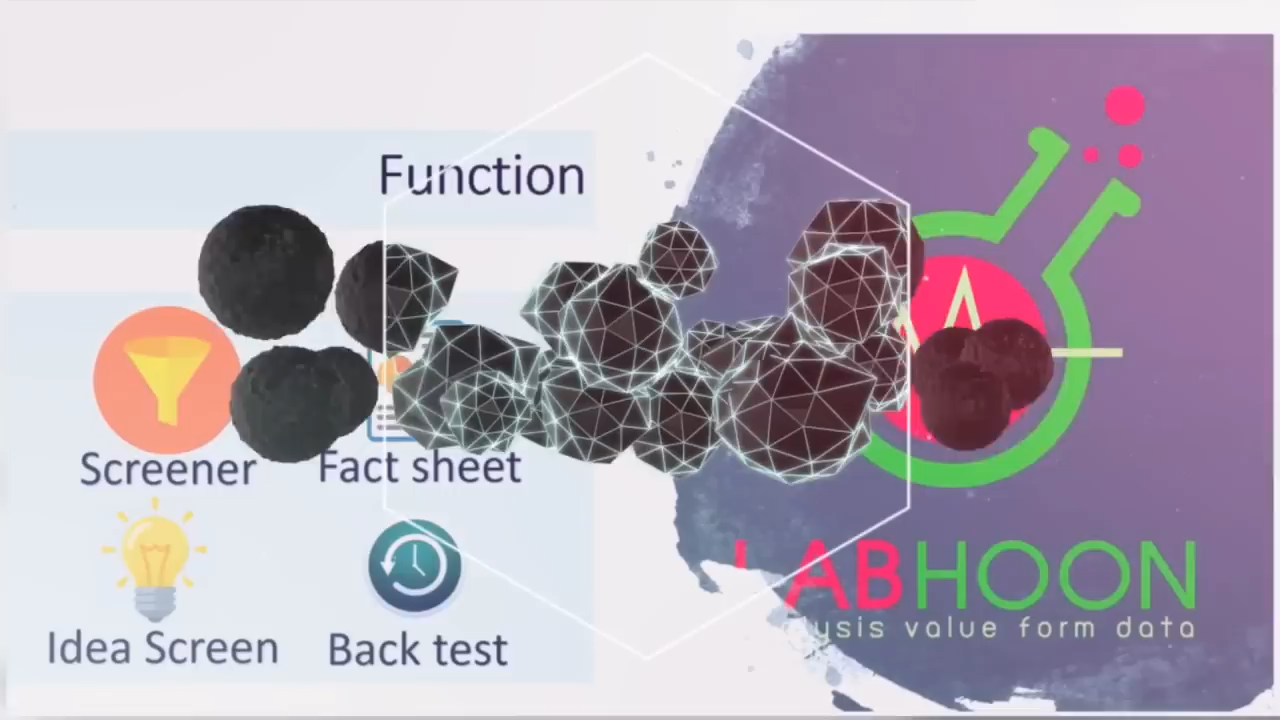 Function
Screener
Fact sheet
Idea Screen
Back test
LABHOON
value form data